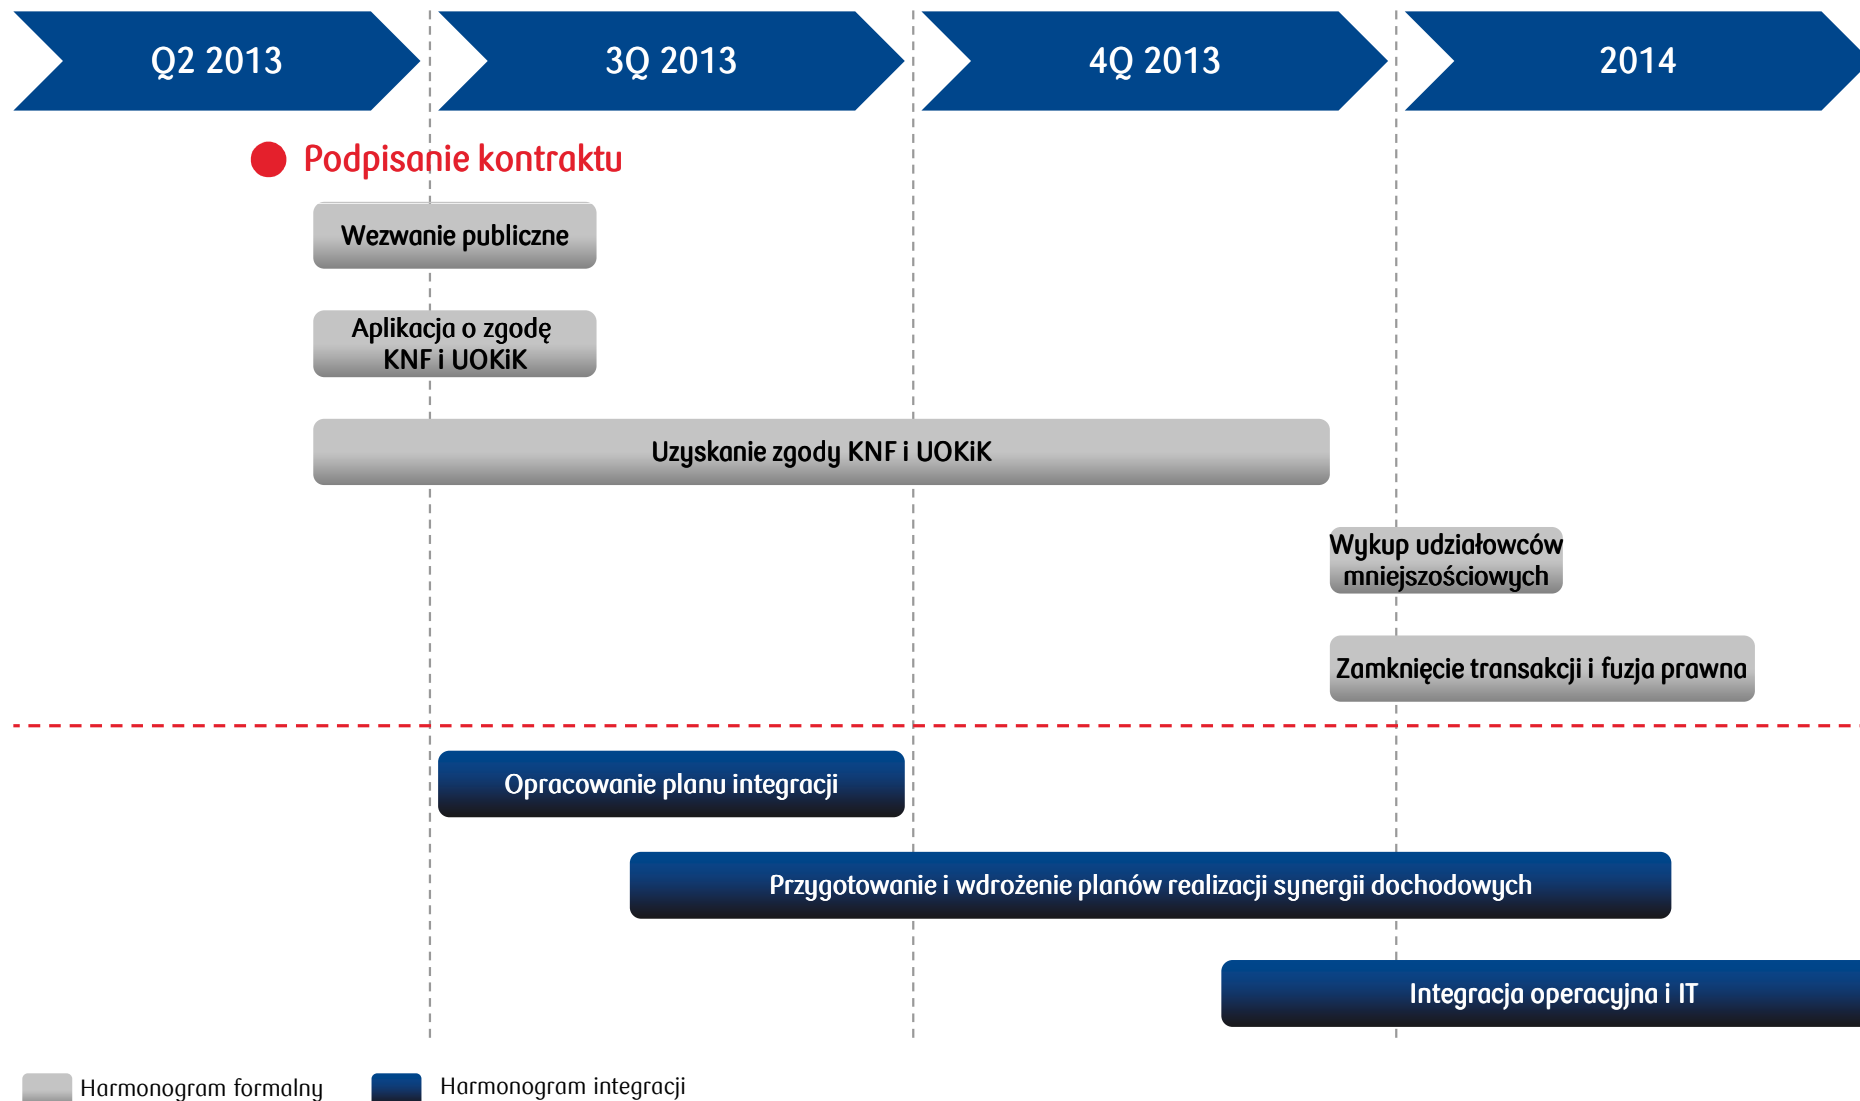 Q2 2013
3Q 2013
4Q 2013
2014
Podpisanie kontraktu
Wezwanie publiczne
Aplikacja o zgodę
KNF i UOKiK
Uzyskanie zgody KNF i UOKiK
Wykup udziałowców
mniejszościowych
Zamknięcie transakcji i fuzja prawna
Opracowanie planu integracji
Przygotowanie i wdrożenie planów realizacji synergii dochodowych
Integracja operacyjna i IT
Harmonogram formalny
Harmonogram integracji